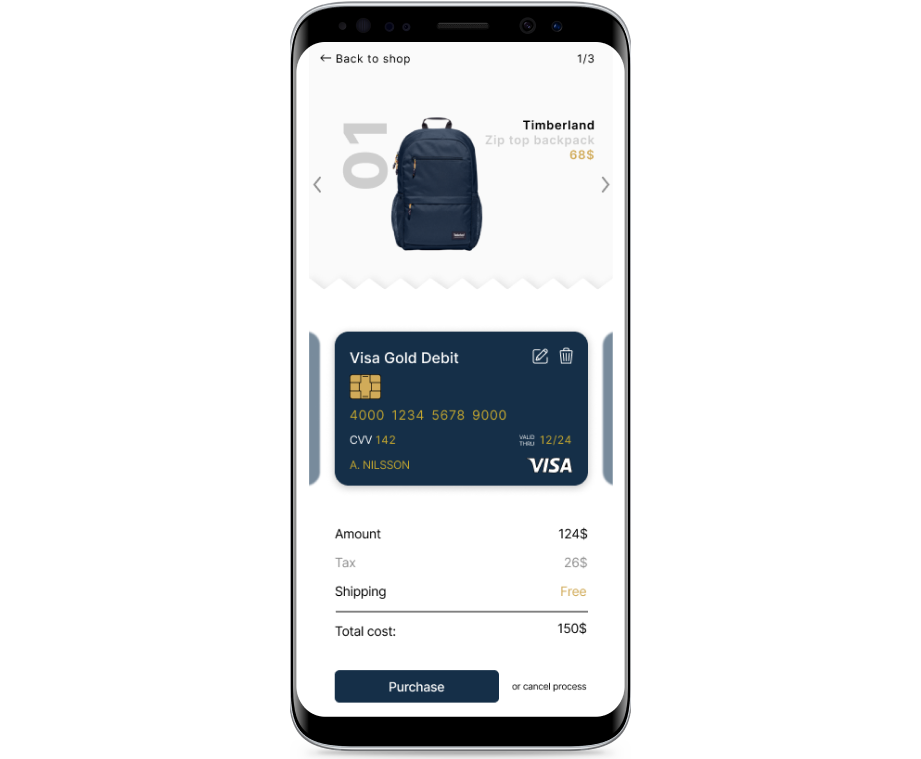 ← Back to shop 1/3
01
Timberland
Zip top backpack
68$
Visa Gold Debit
4000 1234 5678 9000
CVV 142 VALID THRU 12/24
A. NILSSON VISA
Amount 124$
Tax 26$
Shipping Free
Total cost: 150$
Purchase or cancel process